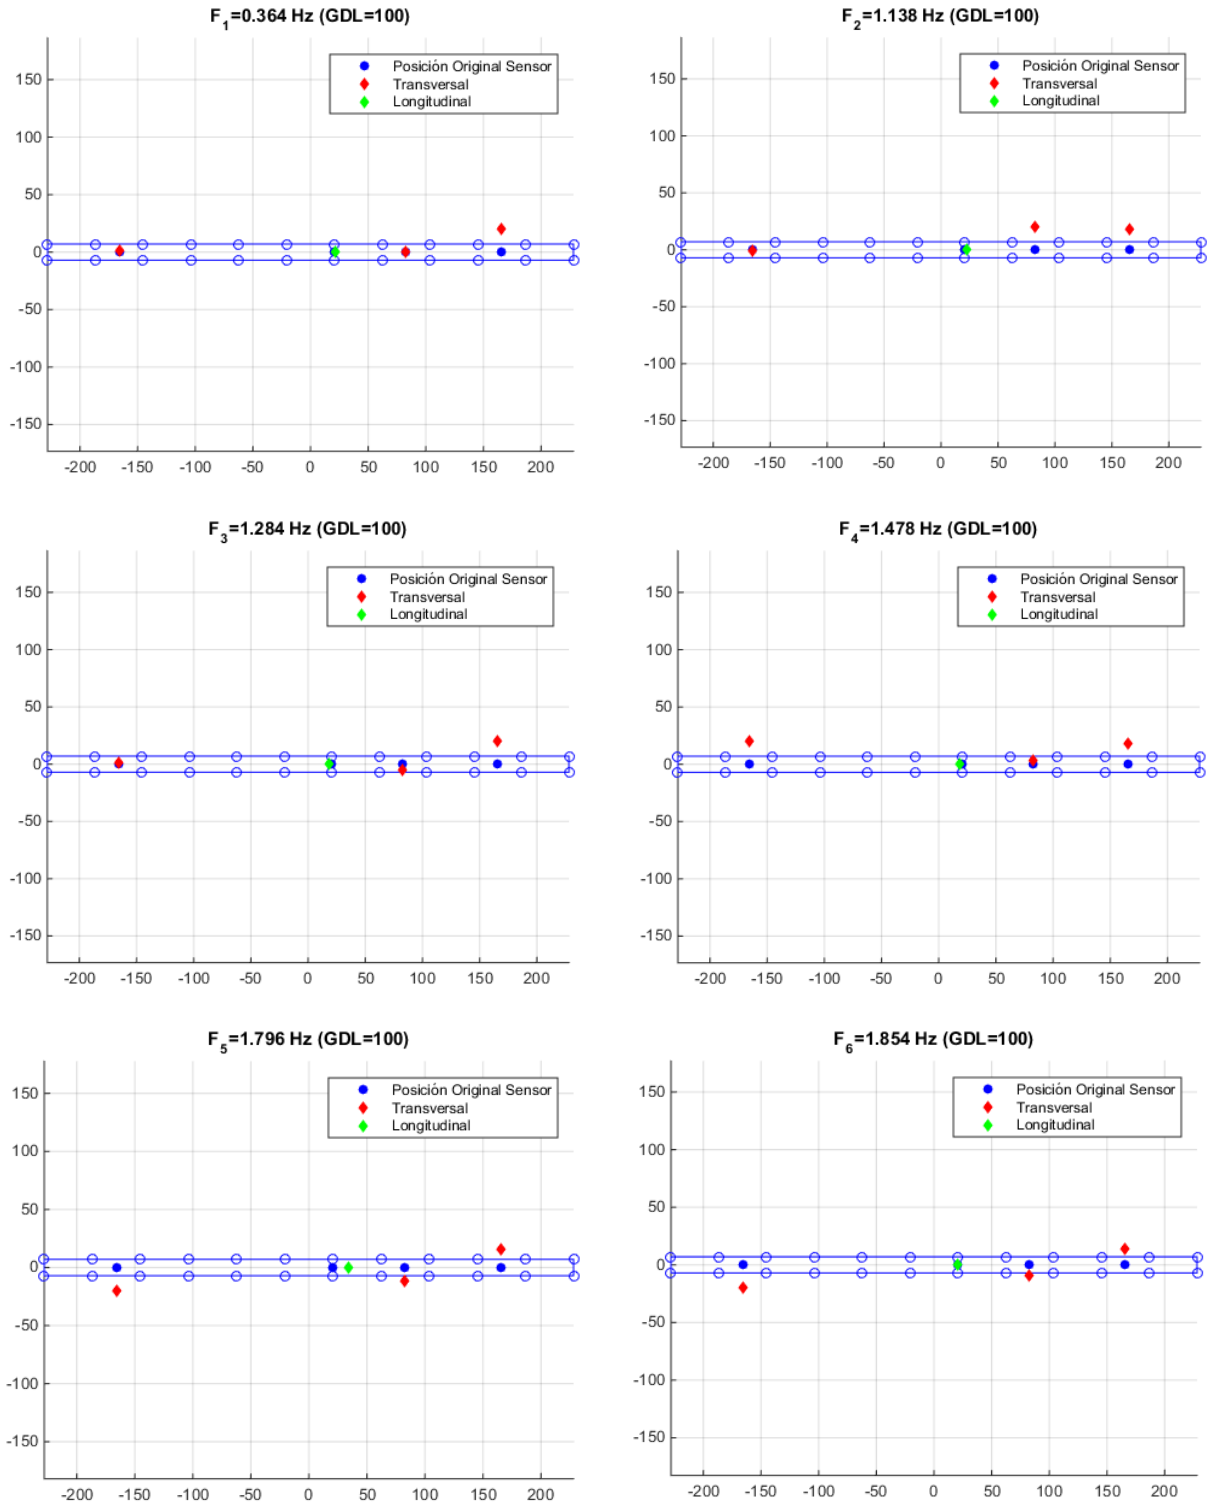 F1=0.364 Hz (GDL=100)
Posición Original Sensor
Transversal
Longitudinal
150
100
50
0
-50
-100
-150
-200 -150 -100 -50 0 50 100 150 200
F2=1.138 Hz (GDL=100)
Posición Original Sensor
Transversal
Longitudinal
150
100
50
0
-50
-100
-150
-200 -150 -100 -50 0 50 100 150 200
F3=1.284 Hz (GDL=100)
Posición Original Sensor
Transversal
Longitudinal
150
100
50
0
-50
-100
-150
-200 -150 -100 -50 0 50 100 150 200
F4=1.478 Hz (GDL=100)
Posición Original Sensor
Transversal
Longitudinal
150
100
50
0
-50
-100
-150
-200 -150 -100 -50 0 50 100 150 200
F5=1.796 Hz (GDL=100)
Posición Original Sensor
Transversal
Longitudinal
150
100
50
0
-50
-100
-150
-200 -150 -100 -50 0 50 100 150 200
F6=1.854 Hz (GDL=100)
Posición Original Sensor
Transversal
Longitudinal
150
100
50
0
-50
-100
-150
-200 -150 -100 -50 0 50 100 150 200